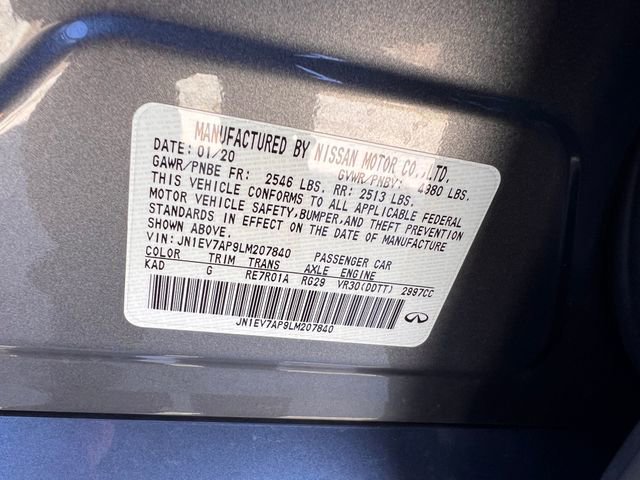 MANUFACTURED BY NISSAN MOTOR CO.,LTD.
DATE: 01/20 GVWR/PNBV: 4980 LBS.
GAWR/PNBE FR: 2546 LBS. RR: 2513 LBS.
THIS VEHICLE CONFORMS TO ALL APPLICABLE FEDERAL
MOTOR VEHICLE SAFETY,BUMPER,AND THEFT PREVENTION
STANDARDS IN EFFECT ON THE DATE OF MANUFACTURE
SHOWN ABOVE.
VIN: JN1EV7AP9LM207840 PASSENGER CAR
COLOR TRIM TRANS AXLE ENGINE
KAD G RE7R01A RG29 VR30(DDTT) 2997CC
JN1EV7AP9LM207840